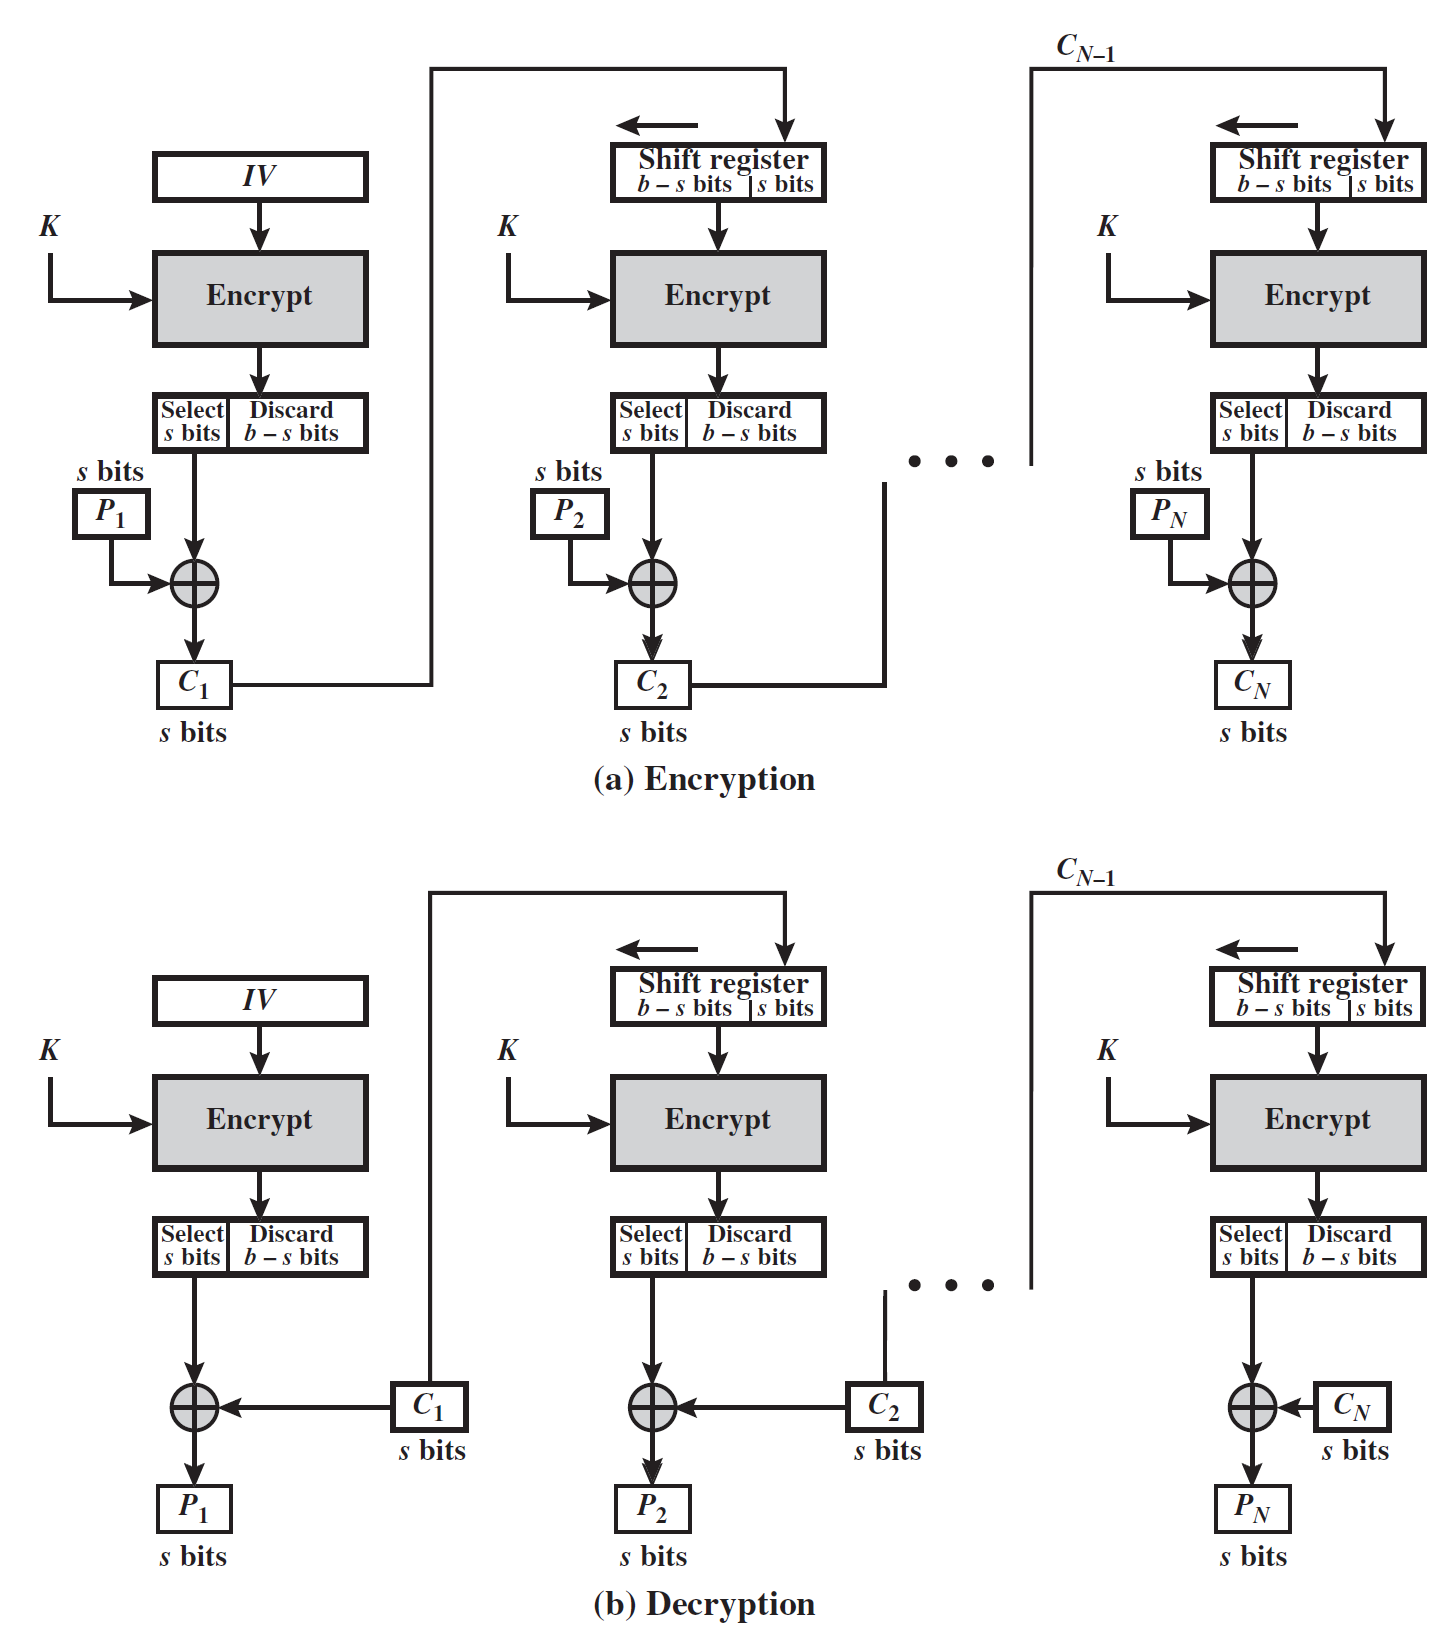 C_{N-1}
IV
Shift register
b – s bits | s bits
Shift register
b – s bits | s bits
K
K
K
Encrypt
Encrypt
Encrypt
Select
s bits
Discard
b – s bits
Select
s bits
Discard
b – s bits
Select
s bits
Discard
b – s bits
s bits
P_1
s bits
P_2
s bits
P_N
C_1
s bits
C_2
s bits
C_N
s bits
(a) Encryption
C_{N-1}
IV
Shift register
b – s bits | s bits
Shift register
b – s bits | s bits
K
K
K
Encrypt
Encrypt
Encrypt
Select
s bits
Discard
b – s bits
Select
s bits
Discard
b – s bits
Select
s bits
Discard
b – s bits
C_1
s bits
C_2
s bits
C_N
s bits
P_1
s bits
P_2
s bits
P_N
s bits
(b) Decryption